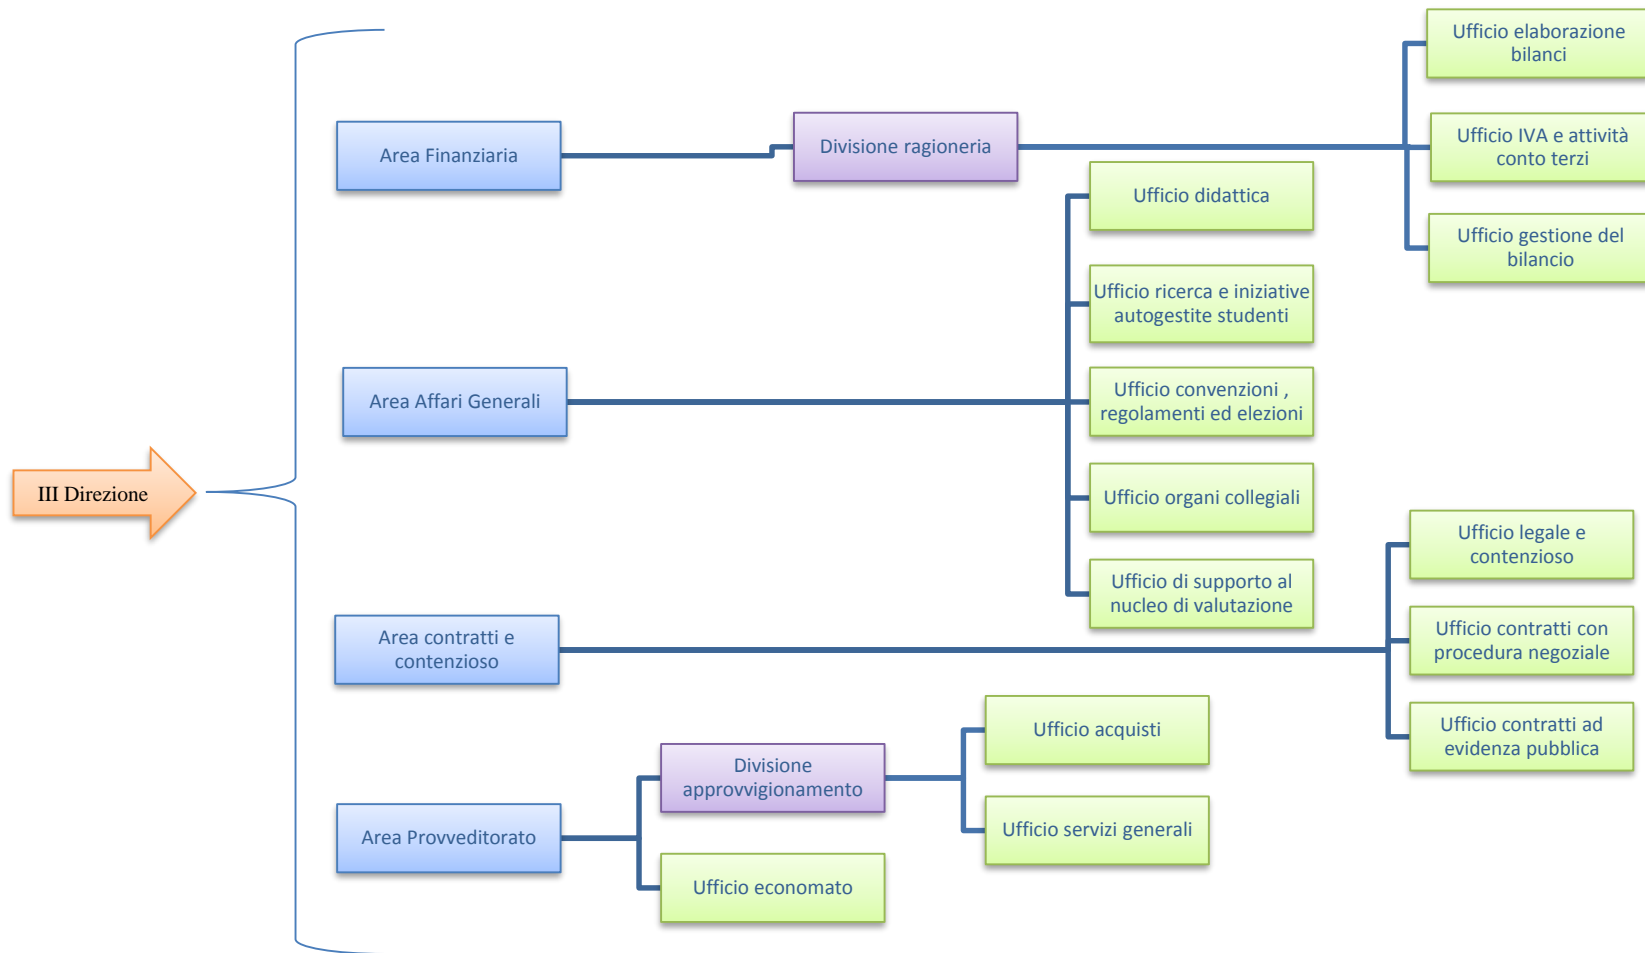 III Direzione
Area Finanziaria
Divisione ragioneria
Ufficio elaborazione
bilanci
Ufficio IVA e attività
conto terzi
Ufficio gestione del
bilancio
Area Affari Generali
Ufficio didattica
Ufficio ricerca e iniziative
autogestite studenti
Ufficio convenzioni ,
regolamenti ed elezioni
Ufficio organi collegiali
Ufficio di supporto al
nucleo di valutazione
Area contratti e
contenzioso
Ufficio legale e
contenzioso
Ufficio contratti con
procedura negoziale
Ufficio contratti ad
evidenza pubblica
Area Provveditorato
Divisione
approvvigionamento
Ufficio acquisti
Ufficio servizi generali
Ufficio economato